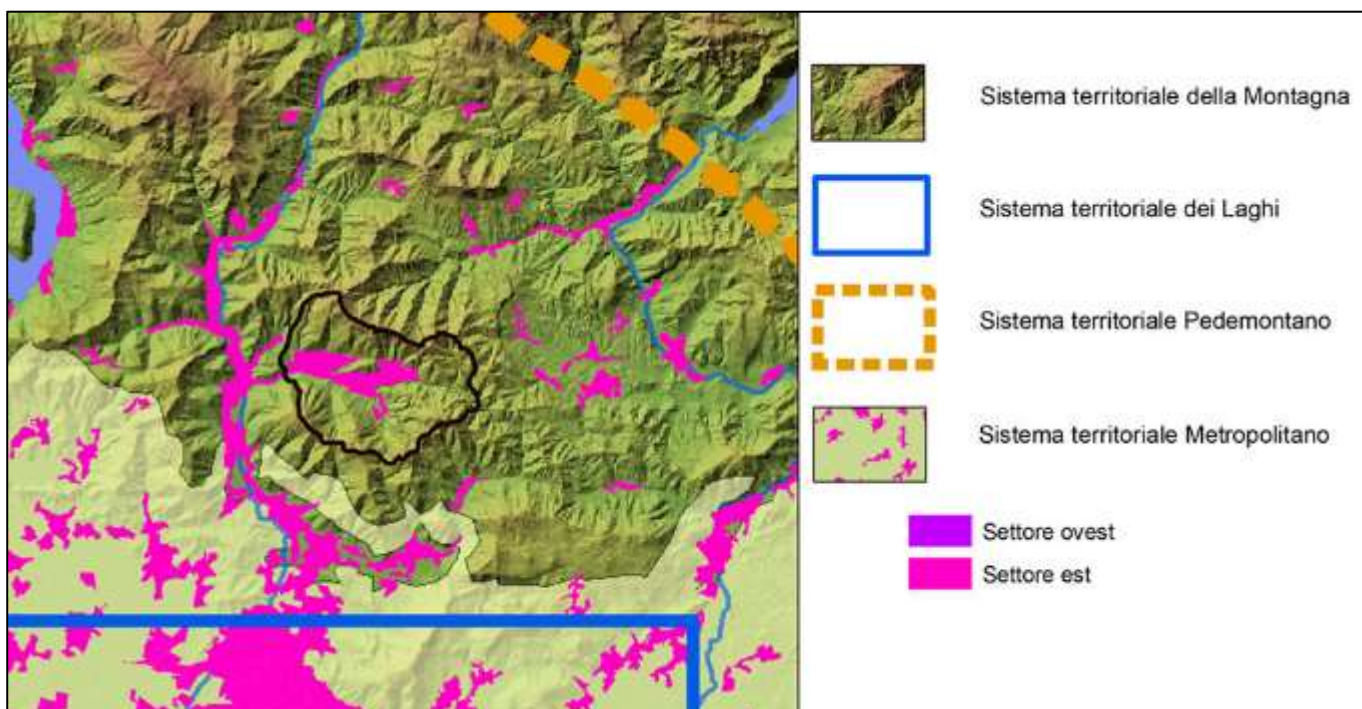 Sistema territoriale della Montagna
Sistema territoriale dei Laghi
Sistema territoriale Pedemontano
Sistema territoriale Metropolitano
Settore ovest
Settore est